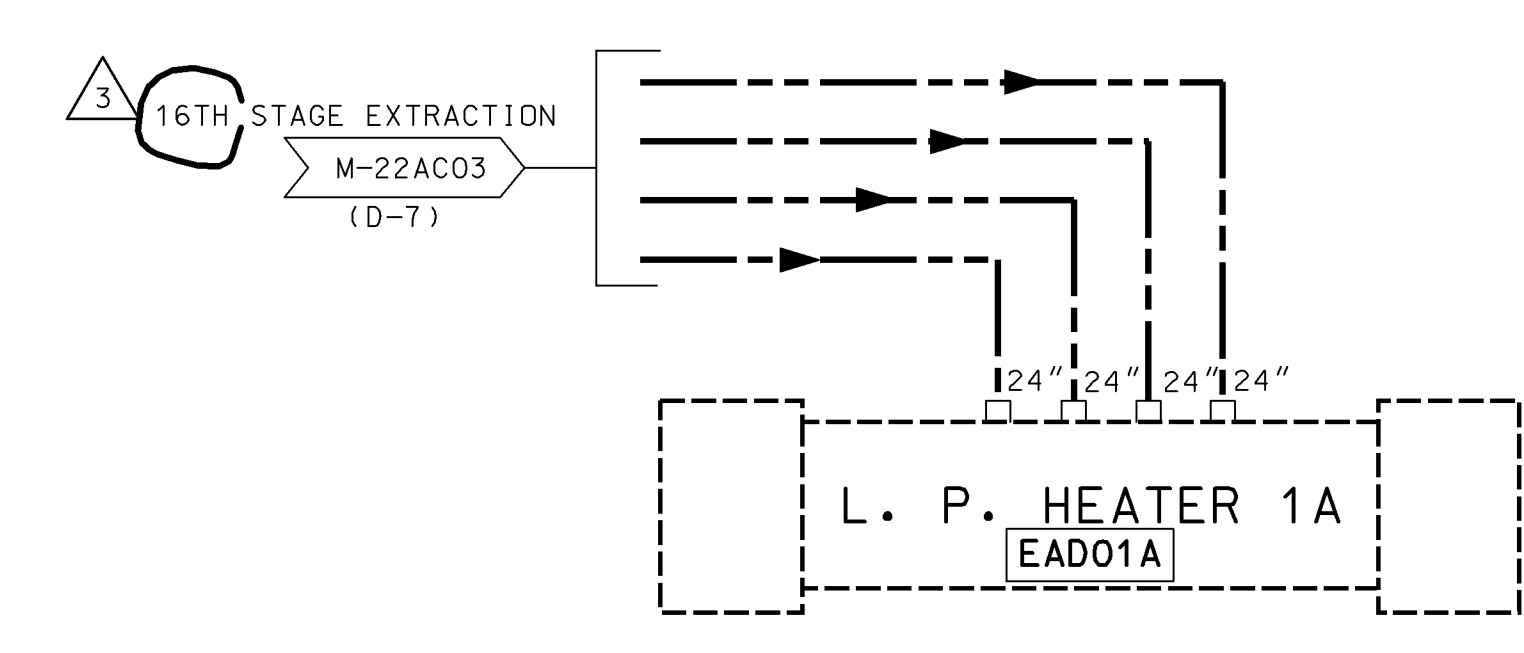 3
16TH STAGE EXTRACTION
M-22AC03
(D-7)
24" 24" 24" 24"
L. P. HEATER 1A
EAD01A